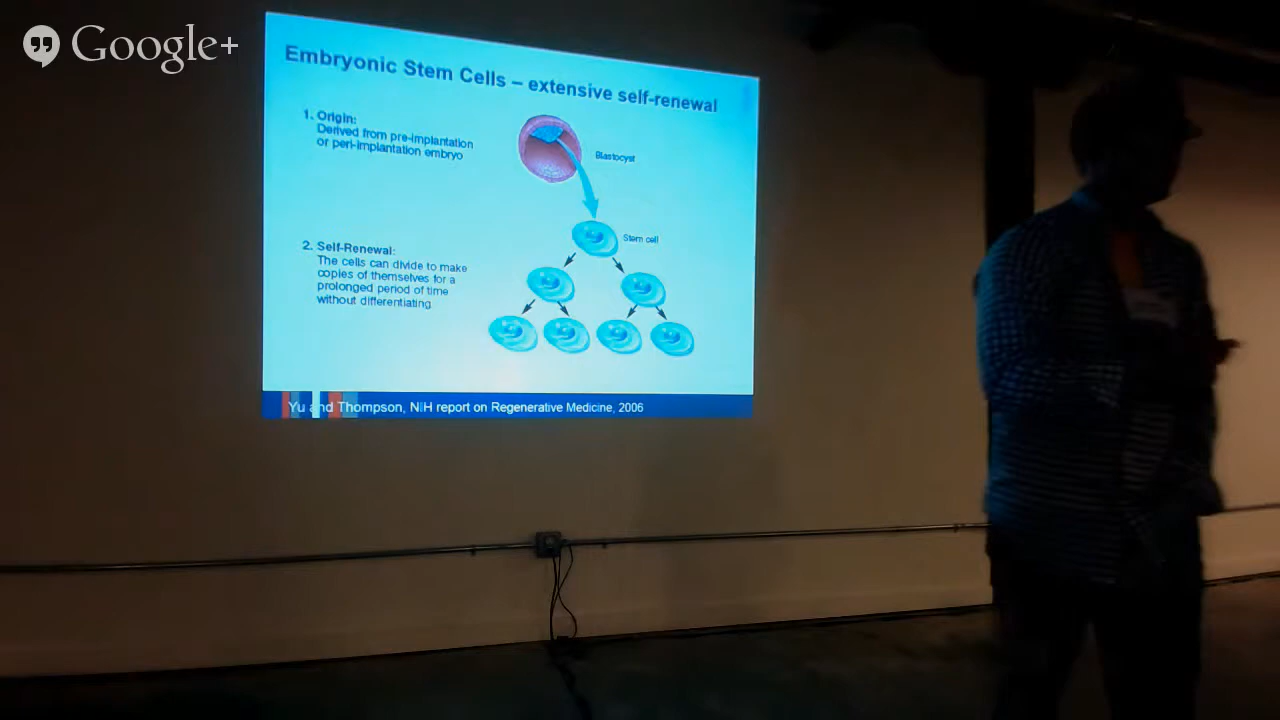 Google+
Embryonic Stem Cells – extensive self-renewal
1. Origin:
Derived from pre-implantation
or peri-implantation embryo
Blastocyst
Stem cell
2. Self-Renewal:
The cells can divide to make
copies of themselves for a
prolonged period of time
without differentiating
Yu and Thompson, NIH report on Regenerative Medicine, 2006